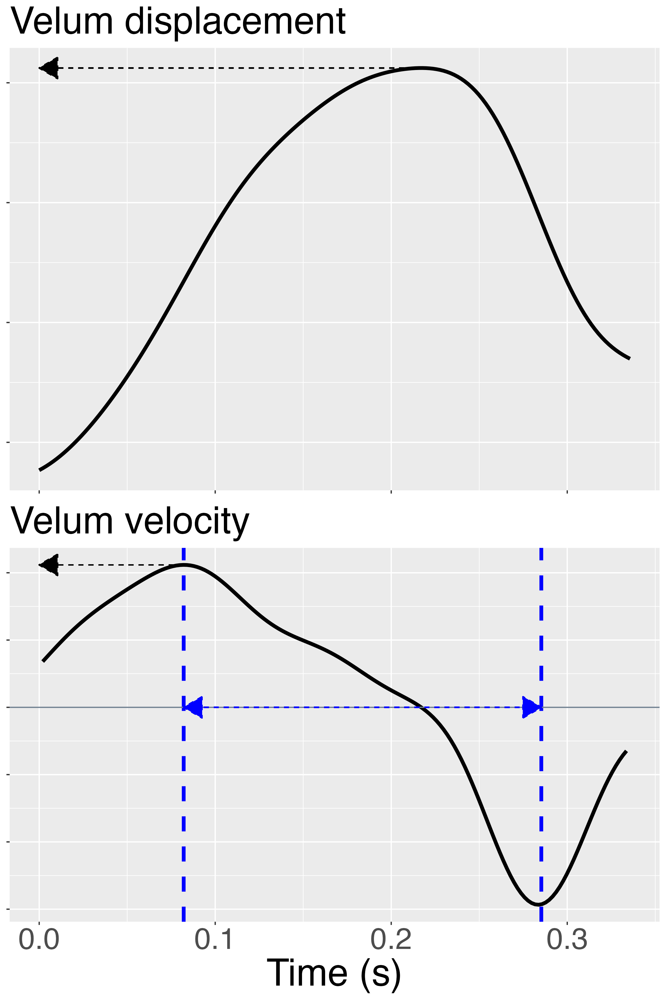 Velum displacement
Velum velocity
0.0 0.1 0.2 0.3
Time (s)